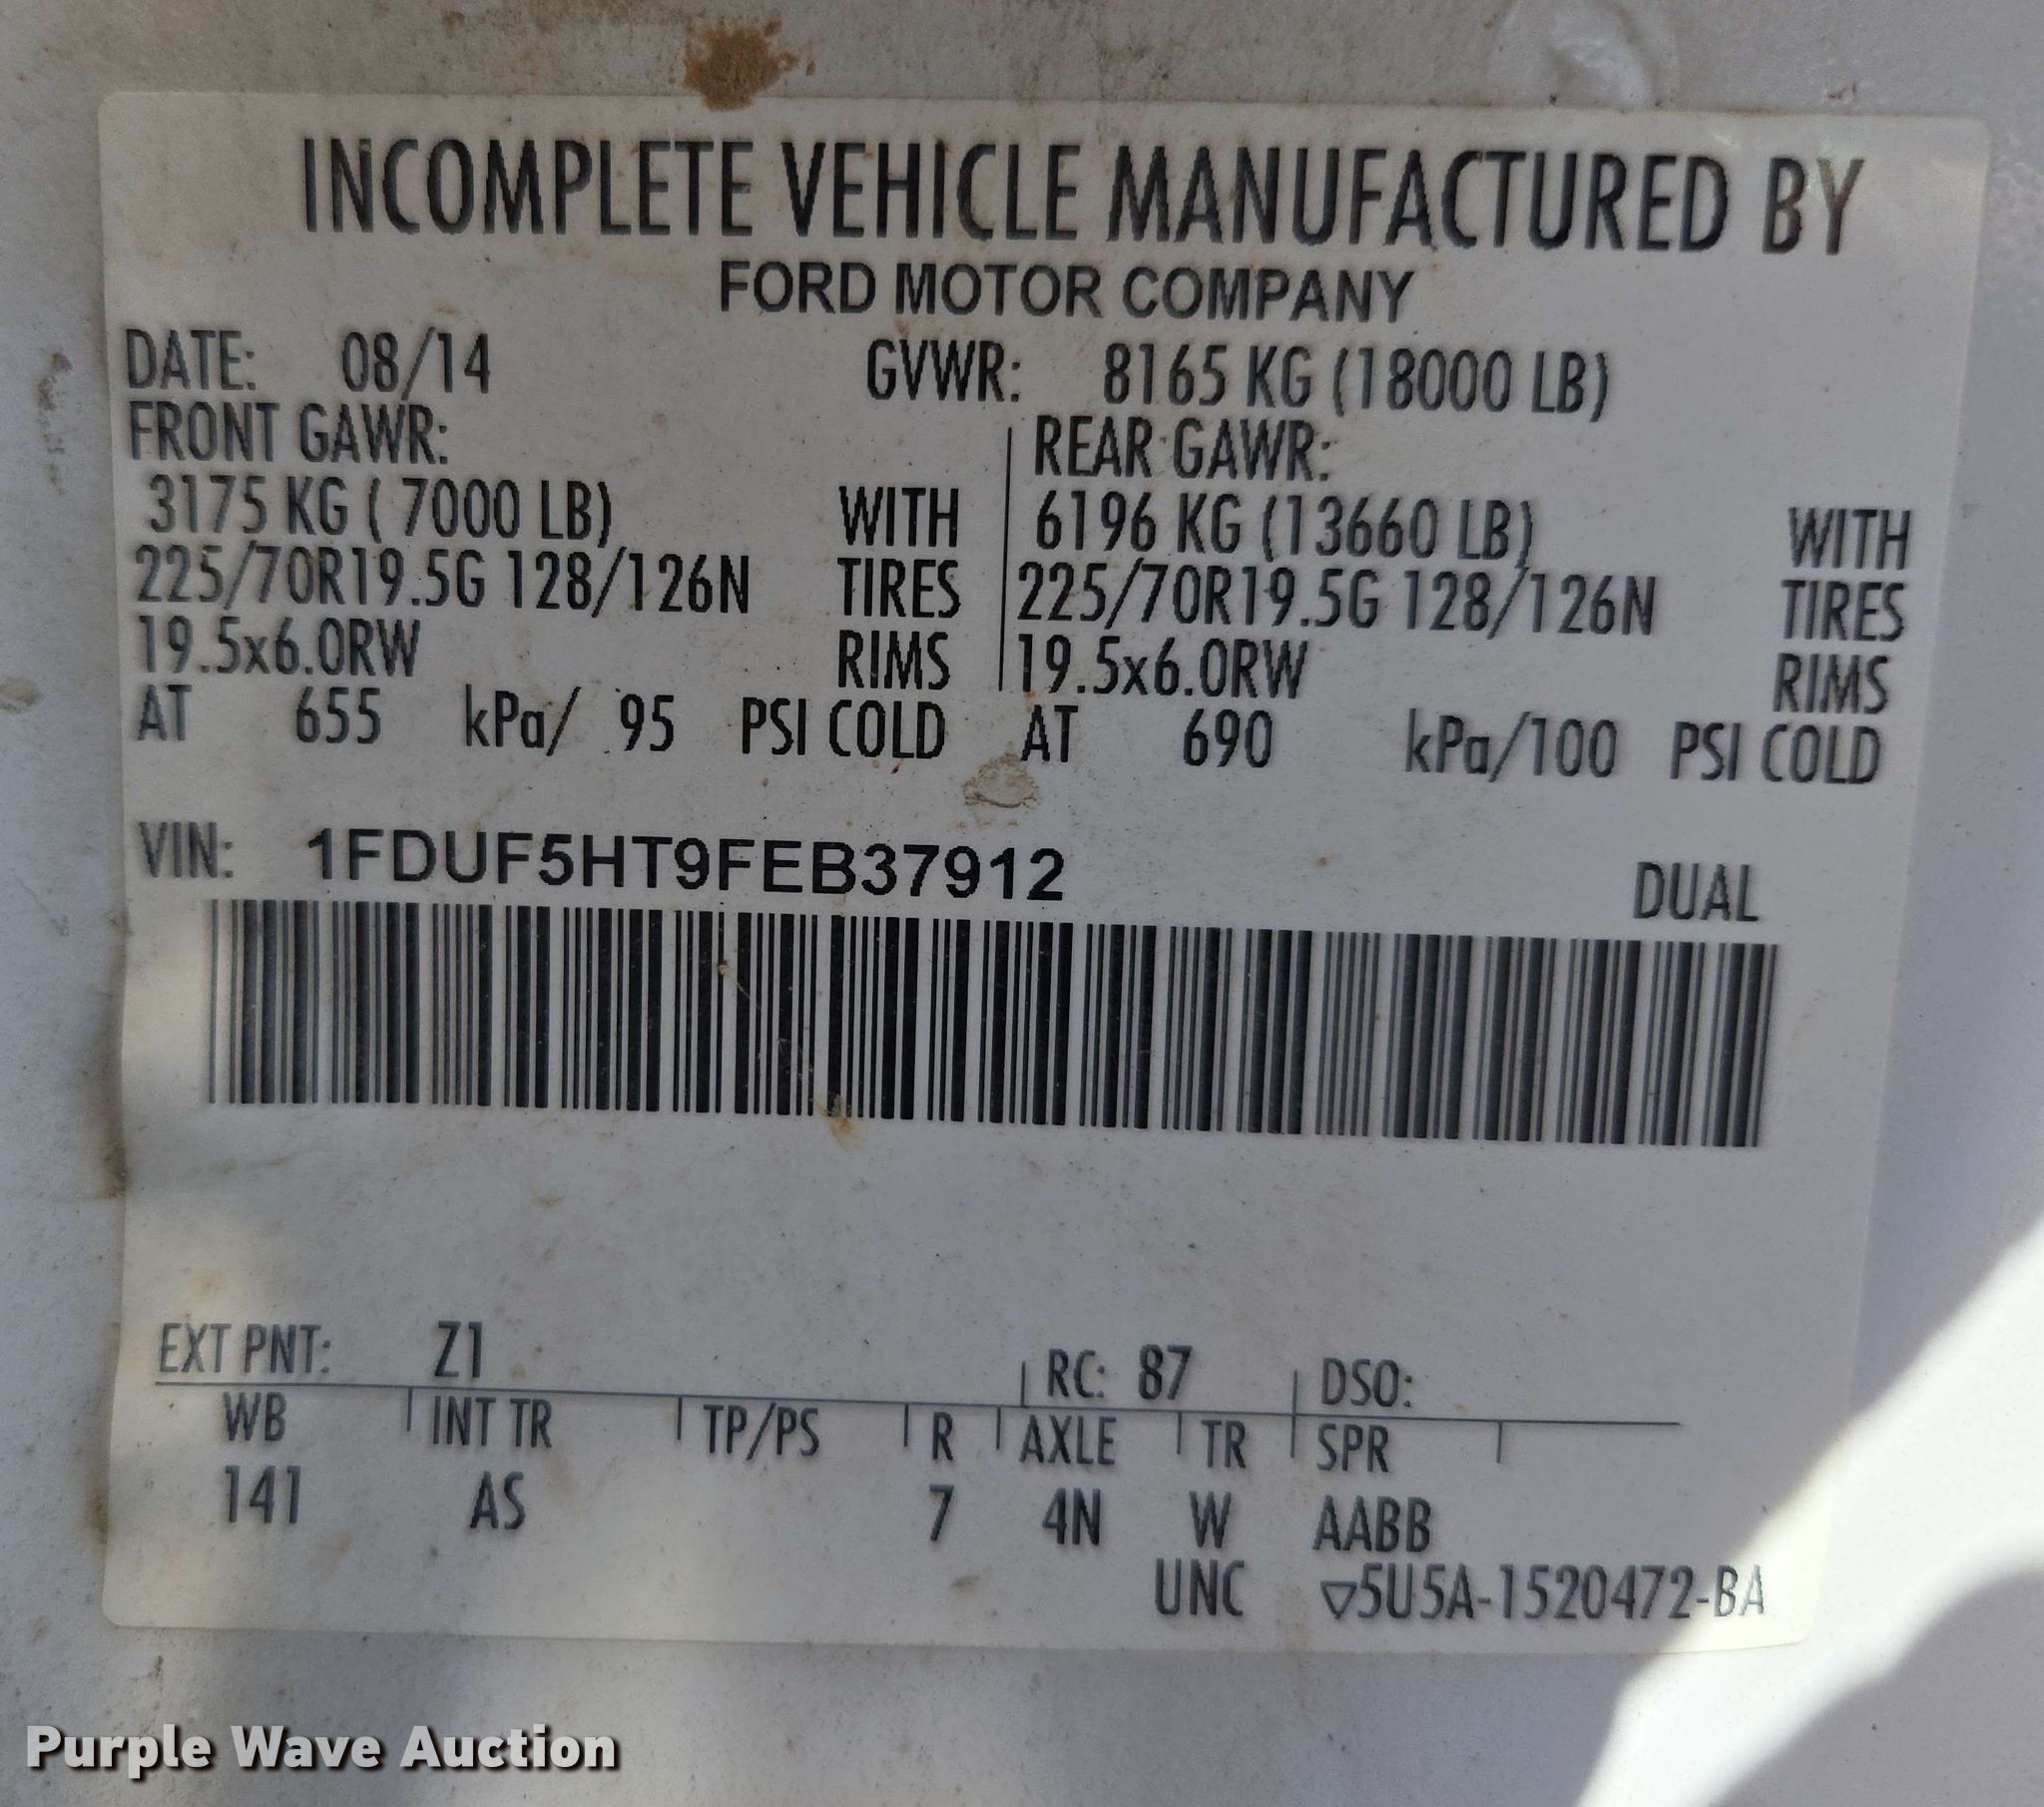 INCOMPLETE VEHICLE MANUFACTURED BY
FORD MOTOR COMPANY
DATE: 08/14 GVWR: 8165 KG (18000 LB)
FRONT GAWR: REAR GAWR:
3175 KG ( 7000 LB) WITH 6196 KG (13660 LB) WITH
225/70R19.5G 128/126N TIRES 225/70R19.5G 128/126N TIRES
19.5x6.0RW RIMS 19.5x6.0RW RIMS
AT 655 kPa/ 95 PSI COLD AT 690 kPa/100 PSI COLD
VIN: 1FDUF5HT9FEB37912 DUAL
EXT PNT: Z1 RC: 87 DSO:
WB INT TR TP/PS R AXLE TR SPR
141 AS 7 4N W AABB
UNC ▽5U5A-1520472-BA
Purple Wave Auction